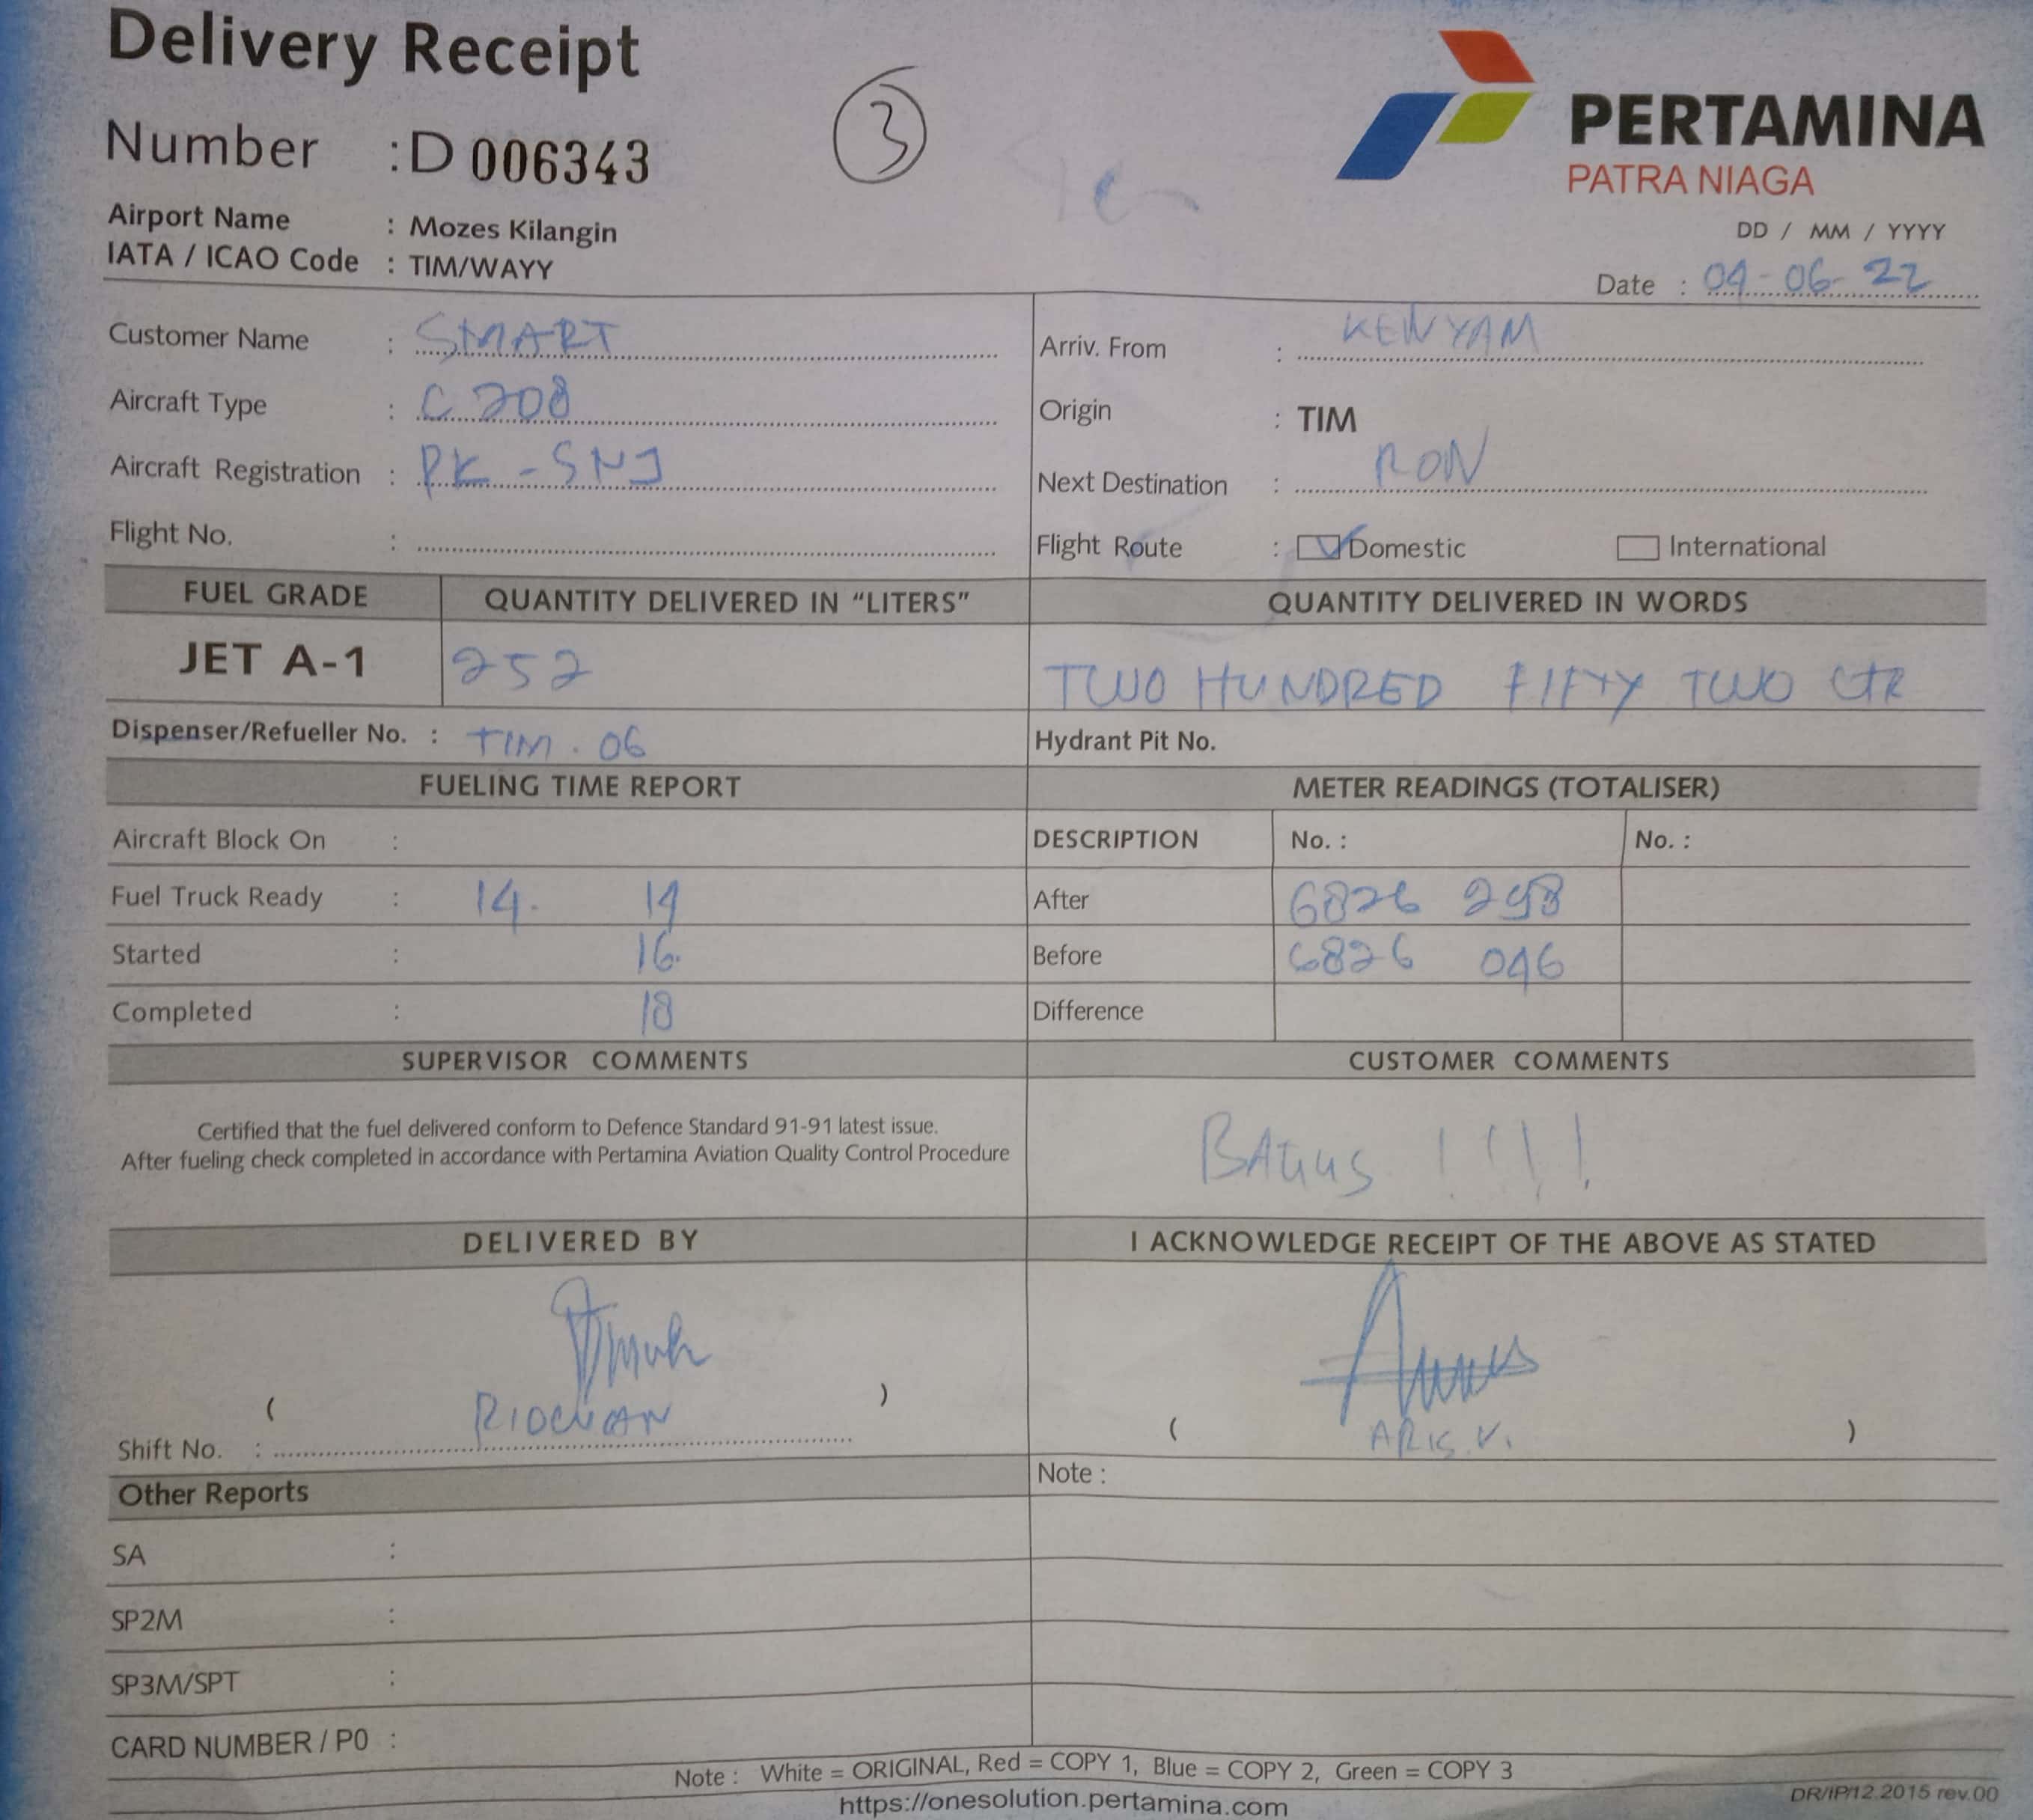 Delivery Receipt
Number : D 006343
3
PERTAMINA
PATRA NIAGA
Airport Name : Mozes Kilangin
IATA / ICAO Code : TIM/WAYY
DD / MM / YYYY
Date : 04-06-22
Customer Name : SMART
Arriv. From : KENYAM
Aircraft Type : C 208
Origin : TIM
Aircraft Registration : PK-SNJ
Next Destination : RON
Flight No. :
Flight Route : Domestic International
FUEL GRADE QUANTITY DELIVERED IN “LITERS” QUANTITY DELIVERED IN WORDS
JET A-1 252 TWO HUNDRED FIFTY TWO LTR
Dispenser/Refueller No. : TIM. 06 Hydrant Pit No.
FUELING TIME REPORT METER READINGS (TOTALISER)
Aircraft Block On : DESCRIPTION No. : No. :
Fuel Truck Ready : 14. 14 After 6826 298
Started : 16. Before 6826 046
Completed : 18 Difference
SUPERVISOR COMMENTS CUSTOMER COMMENTS
Certified that the fuel delivered conform to Defence Standard 91-91 latest issue.
After fueling check completed in accordance with Pertamina Aviation Quality Control Procedure
BAGUS !!!!
DELIVERED BY I ACKNOWLEDGE RECEIPT OF THE ABOVE AS STATED
( )
( ARIS.V. )
Shift No. :
Other Reports Note :
SA :
SP2M :
SP3M/SPT :
CARD NUMBER / P0 :
Note : White = ORIGINAL, Red = COPY 1, Blue = COPY 2, Green = COPY 3
https://onesolution.pertamina.com
DR/IP/12.2015 rev.00